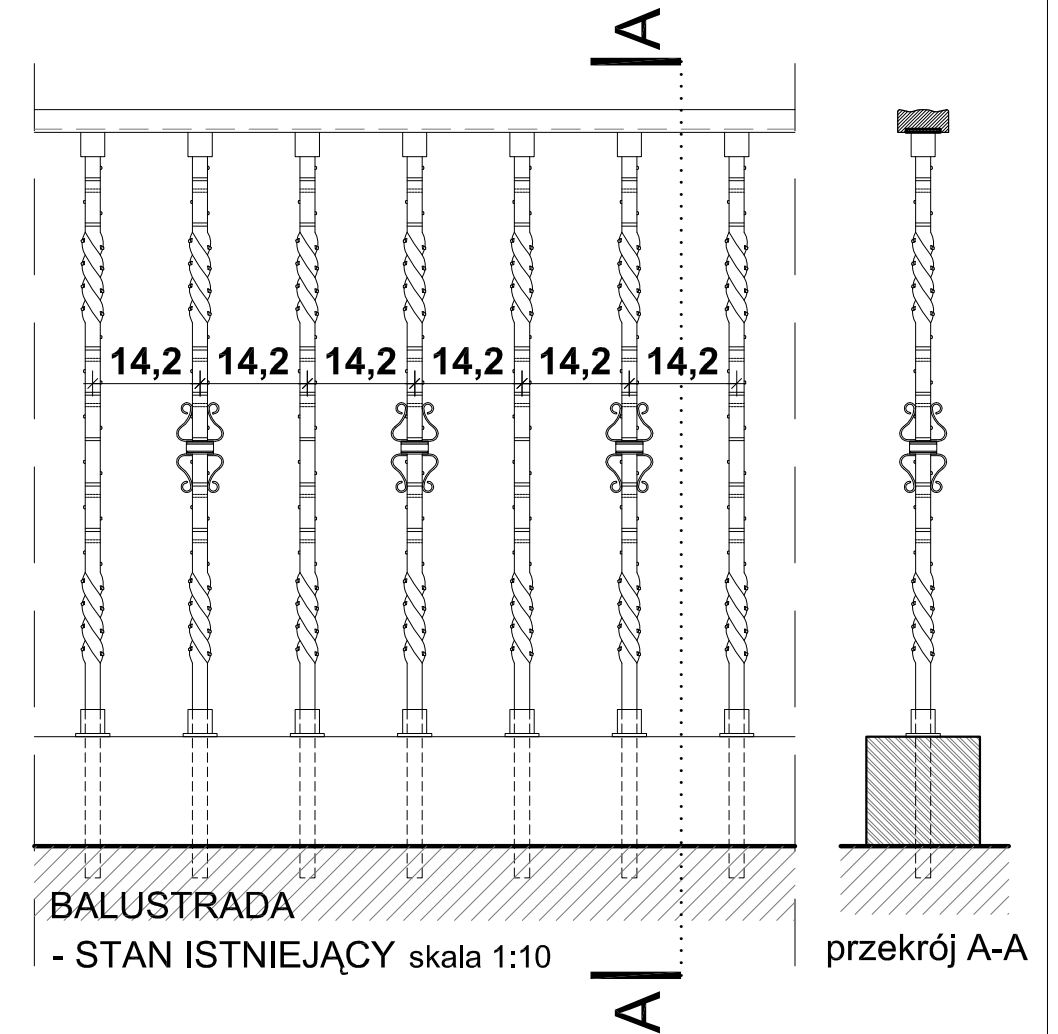 A
14,2 14,2 14,2 14,2 14,2 14,2
BALUSTRADA
- STAN ISTNIEJĄCY skala 1:10
przekrój A-A
A